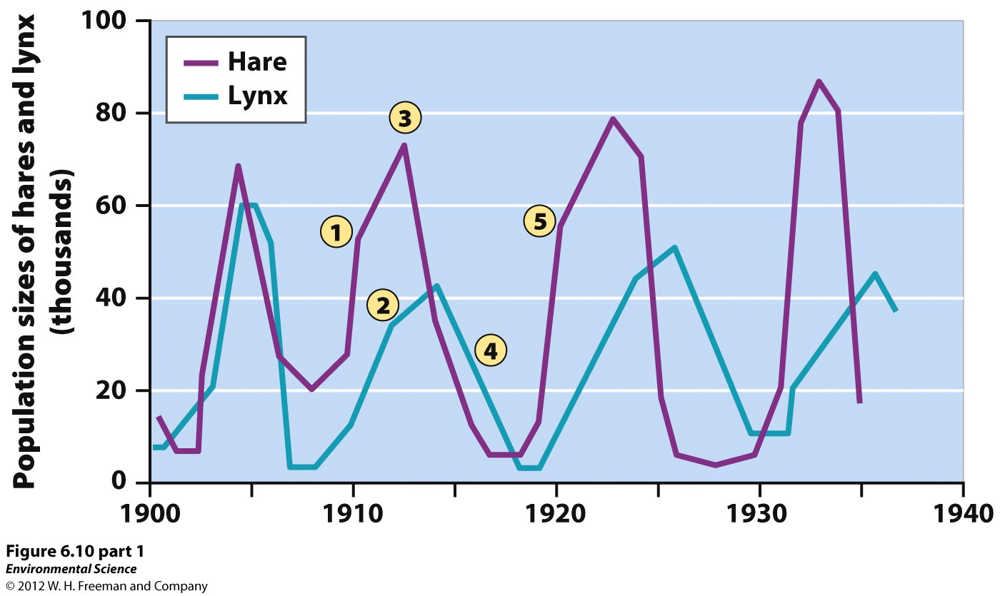 Population sizes of hares and lynx
(thousands)
100
80
60
40
20
0
Hare
Lynx
1
2
3
4
5
1900
1910
1920
1930
1940
Figure 6.10 part 1
Environmental Science
© 2012 W. H. Freeman and Company